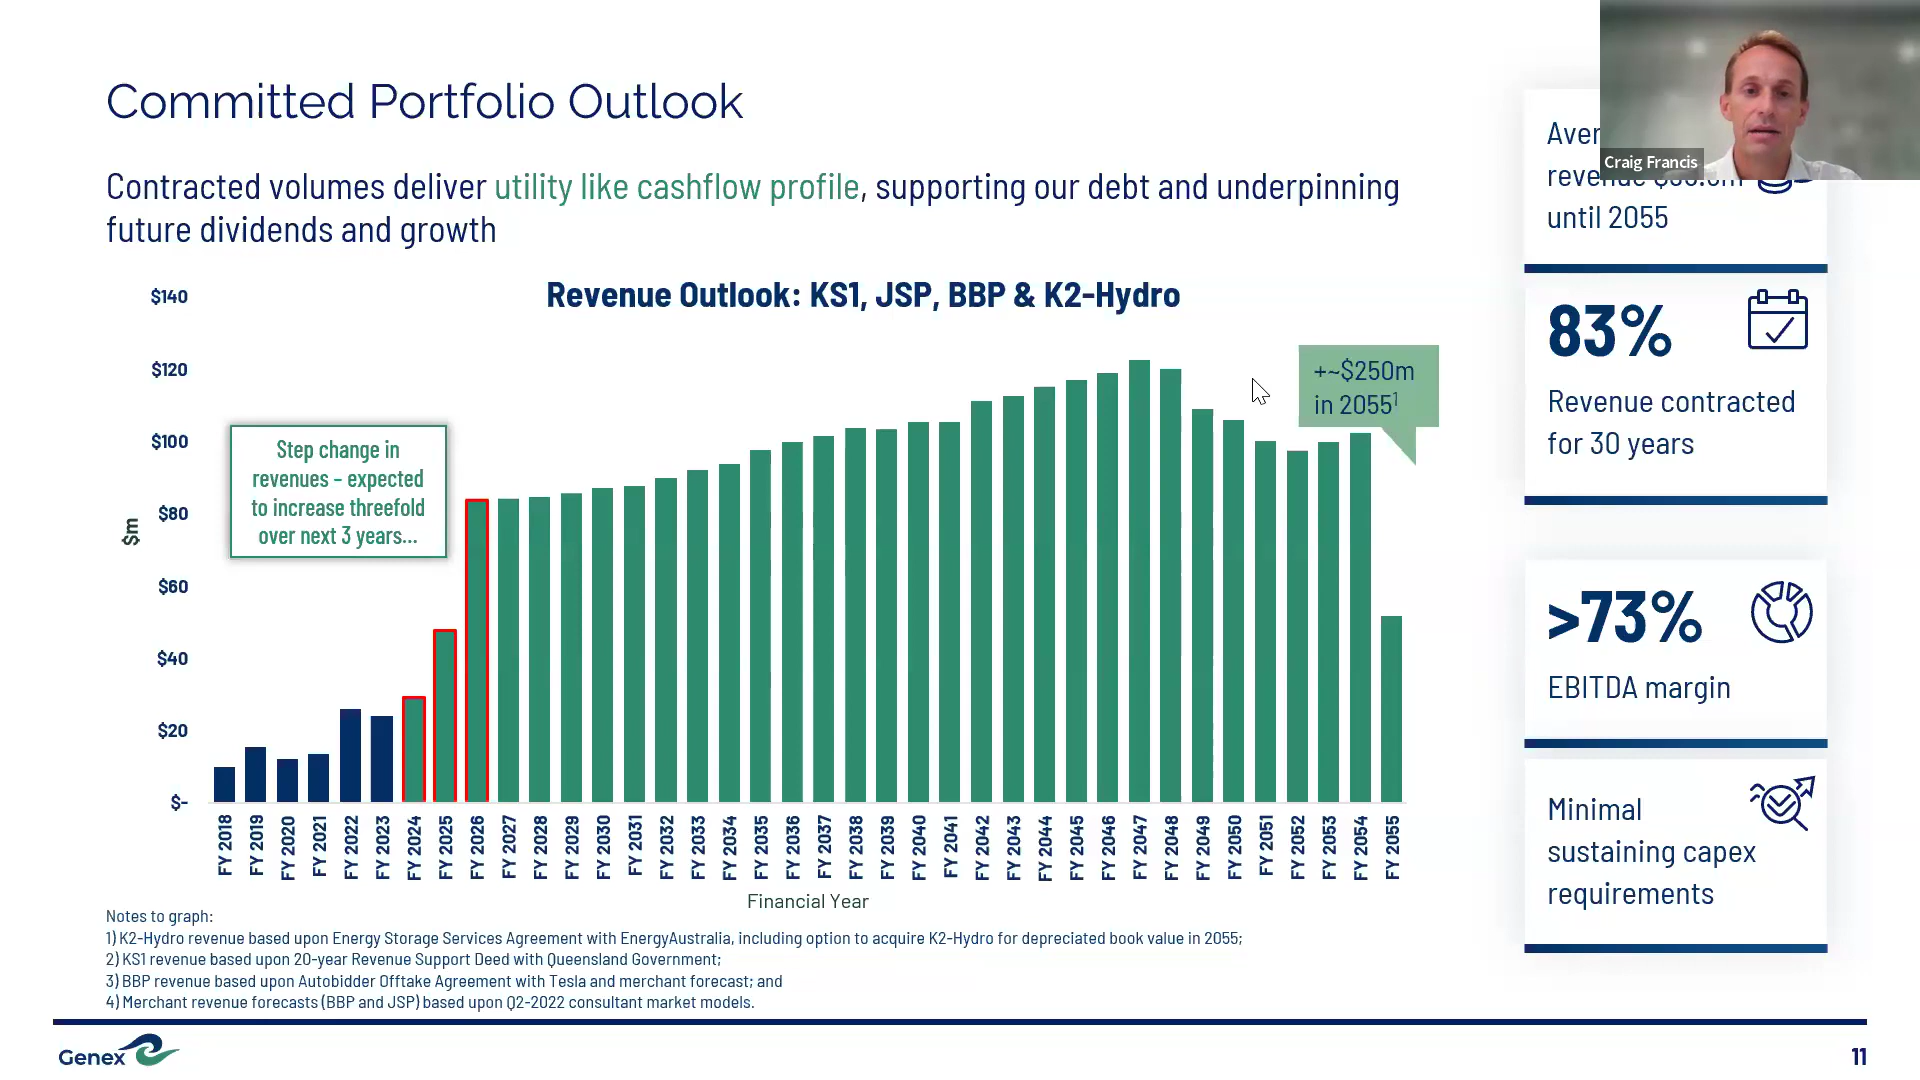 Committed Portfolio Outlook
Contracted volumes deliver utility like cashflow profile, supporting our debt and underpinning
future dividends and growth
Revenue Outlook: KS1, JSP, BBP & K2-Hydro
$140
$120
$100
$80
$60
$40
$20
$-
$m
Step change in
revenues – expected
to increase threefold
over next 3 years...
+~$250m
in 2055¹
FY 2018
FY 2019
FY 2020
FY 2021
FY 2022
FY 2023
FY 2024
FY 2025
FY 2026
FY 2027
FY 2028
FY 2029
FY 2030
FY 2031
FY 2032
FY 2033
FY 2034
FY 2035
FY 2036
FY 2037
FY 2038
FY 2039
FY 2040
FY 2041
FY 2042
FY 2043
FY 2044
FY 2045
FY 2046
FY 2047
FY 2048
FY 2049
FY 2050
FY 2051
FY 2052
FY 2053
FY 2054
FY 2055
Financial Year
Notes to graph:
1) K2-Hydro revenue based upon Energy Storage Services Agreement with EnergyAustralia, including option to acquire K2-Hydro for depreciated book value in 2055;
2) KS1 revenue based upon 20-year Revenue Support Deed with Queensland Government;
3) BBP revenue based upon Autobidder Offtake Agreement with Tesla and merchant forecast; and
4) Merchant revenue forecasts (BBP and JSP) based upon Q2-2022 consultant market models.
Craig Francis
revenue
until 2055
83%
Revenue contracted
for 30 years
>73%
EBITDA margin
Minimal
sustaining capex
requirements
Genex
11